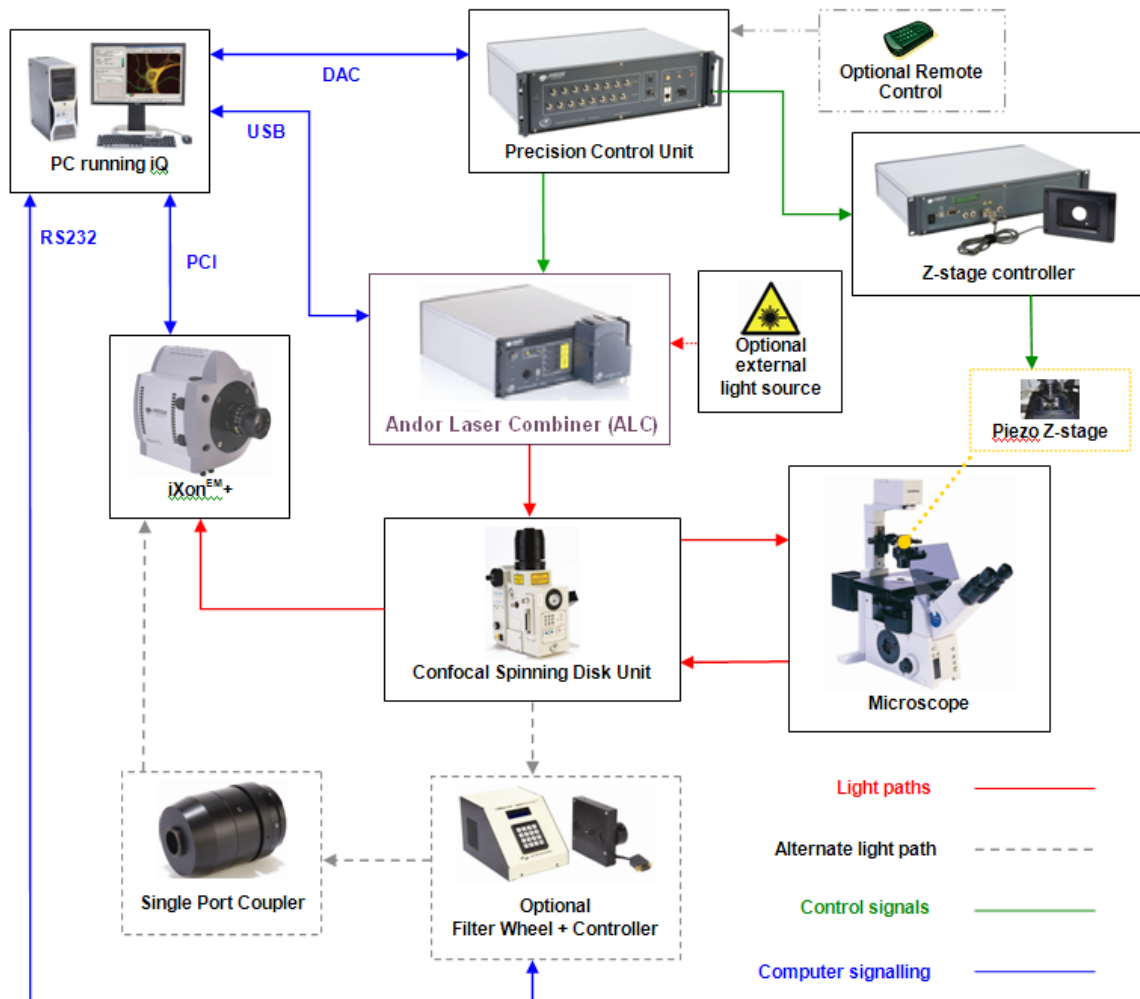 PC running iQ
DAC
USB
RS232
PCI
Precision Control Unit
Optional Remote
Control
Z-stage controller
Andor Laser Combiner (ALC)
Optional
external
light source
Piezo Z-stage
iXonEM+
Confocal Spinning Disk Unit
Microscope
Single Port Coupler
Optional
Filter Wheel + Controller
Light paths
Alternate light path
Control signals
Computer signalling